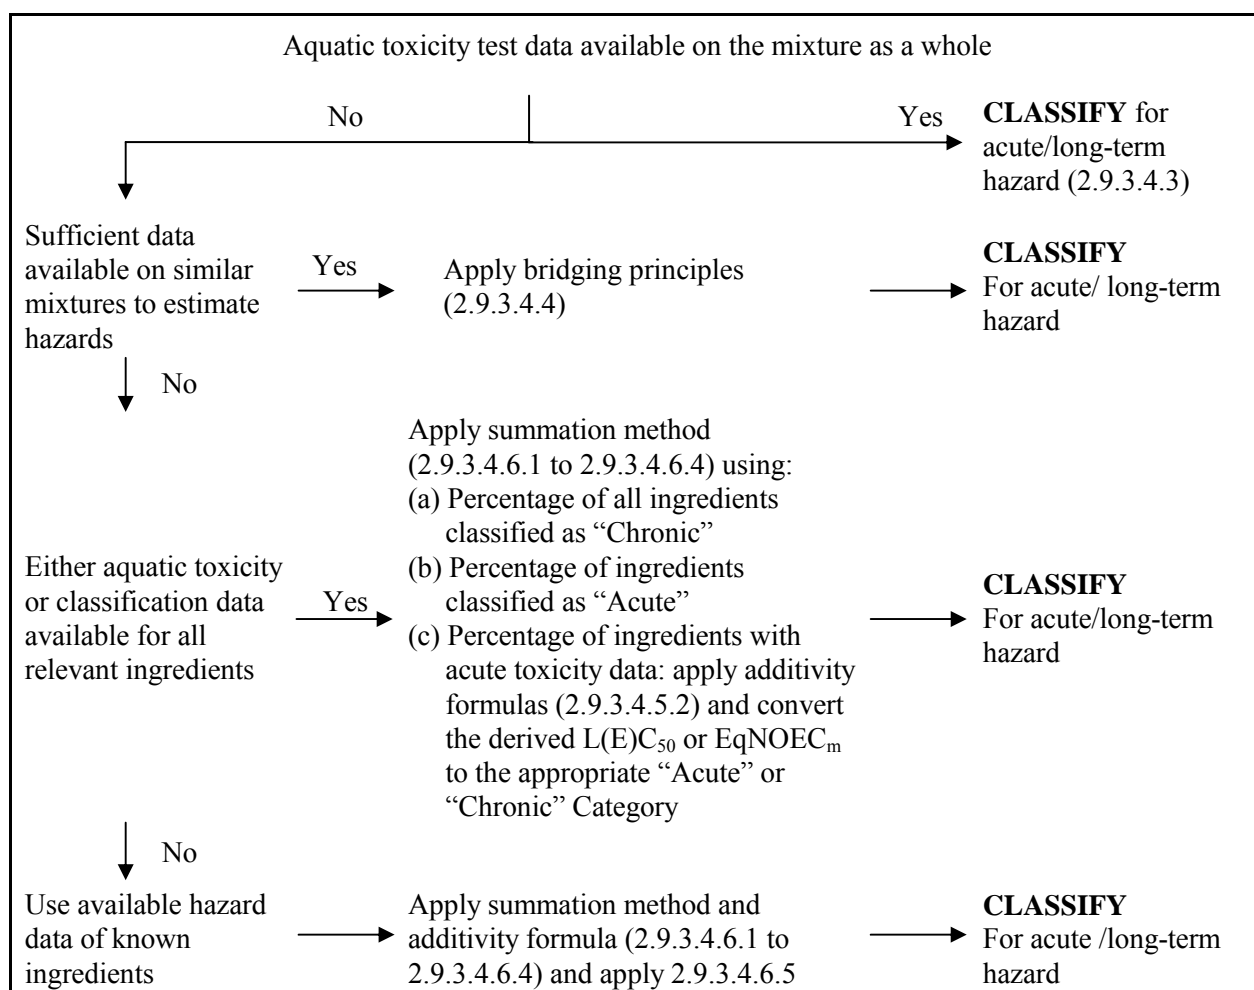 Aquatic toxicity test data available on the mixture as a whole
No
Yes
CLASSIFY for
acute/long-term
hazard (2.9.3.4.3)
Sufficient data
available on similar
mixtures to estimate
hazards
Yes
Apply bridging principles
(2.9.3.4.4)
CLASSIFY
For acute/ long-term
hazard
No
Either aquatic toxicity
or classification data
available for all
relevant ingredients
Yes
Apply summation method
(2.9.3.4.6.1 to 2.9.3.4.6.4) using:
(a) Percentage of all ingredients
classified as “Chronic”
(b) Percentage of ingredients
classified as “Acute”
(c) Percentage of ingredients with
acute toxicity data: apply additivity
formulas (2.9.3.4.5.2) and convert
the derived L(E)C₅₀ or EqNOECₘ
to the appropriate “Acute” or
“Chronic” Category
CLASSIFY
For acute/long-term
hazard
No
Use available hazard
data of known
ingredients
Apply summation method and
additivity formula (2.9.3.4.6.1 to
2.9.3.4.6.4) and apply 2.9.3.4.6.5
CLASSIFY
For acute /long-term
hazard